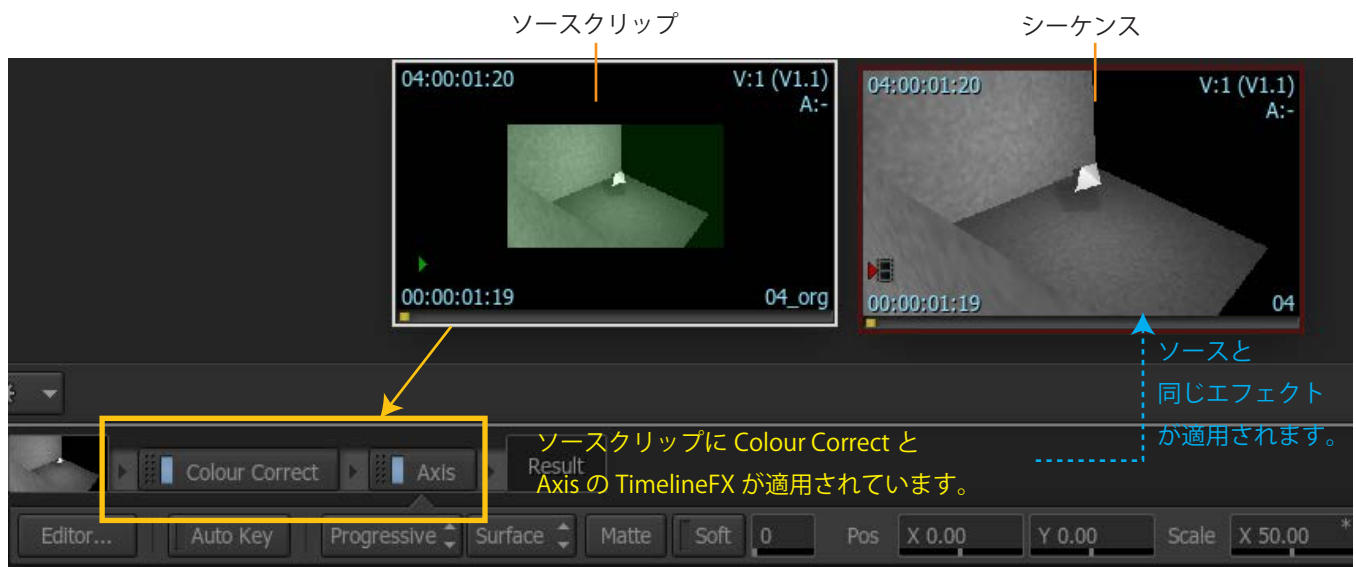 ソースクリップ
シーケンス
04:00:01:20
V:1 (V1.1)
A:-
00:00:01:19
04_org
04:00:01:20
V:1 (V1.1)
A:-
00:00:01:19
04
ソースと
同じエフェクト
が適用されます。
Colour Correct
Axis
Result
ソースクリップに Colour Correct と
Axis の TimelineFX が適用されています。
Editor...
Auto Key
Progressive
Surface
Matte
Soft
0
Pos
X 0.00
Y 0.00
Scale
X 50.00
*